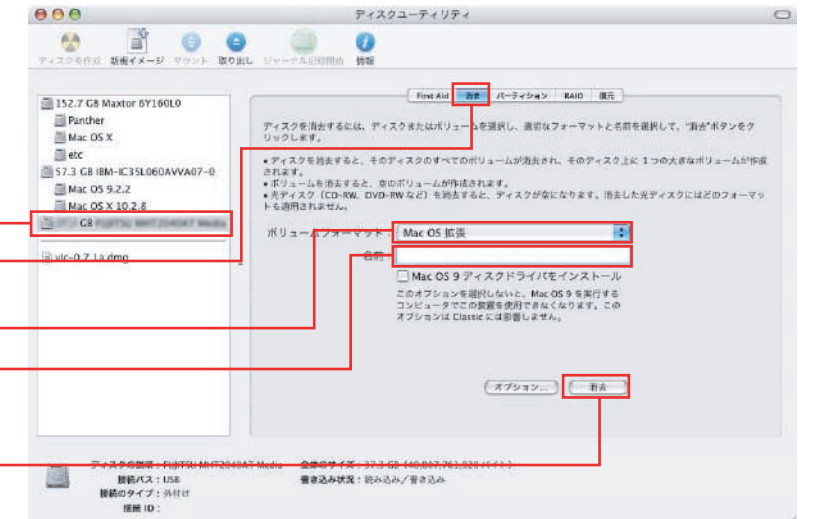 ディスクユーティリティ
ディスクを作成 新規イメージ マウント 取り出し ジャーナル記録開始 情報
First Aid 消去 パーティション RAID 復元
152.7 GB Maxtor 6Y160L0
Panther
Mac OS X
etc
57.3 GB IBM-IC35L060AVVA07-0
Mac OS 9.2.2
Mac OS X 10.2.8
GB FUJITSU MHT2040AT Media
vlc-0.7.1a.dmg
ディスクを消去するには、ディスクまたはボリュームを選択し、適切なフォーマットと名前を選択して、"消去"ボタンをク
リックします。
• ディスクを消去すると、そのディスクのすべてのボリュームが消去され、そのディスク上に 1 つの大きなボリュームが作成
されます。
• ボリュームを消去すると、空のボリュームが作成されます。
• 光ディスク（CD-RW、DVD-RW など）を消去すると、ディスクが空になります。消去した光ディスクにはどのフォーマッ
トも適用されません。
ボリュームフォーマット： Mac OS 拡張
名前：
Mac OS 9 ディスクドライバをインストール
このオプションを選択しないと、Mac OS 9 を実行する
コンピュータでこの装置を使用できなくなります。この
オプションは Classic には影響しません。
オプション... 消去
ディスクの説明：FUJITSU MHT2040AT Media 全体のサイズ：37.3 GB (40,007,761,920 バイト)
接続バス：USB 書き込み状況：読み込み／書き込み
接続のタイプ：外付け
接続 ID：